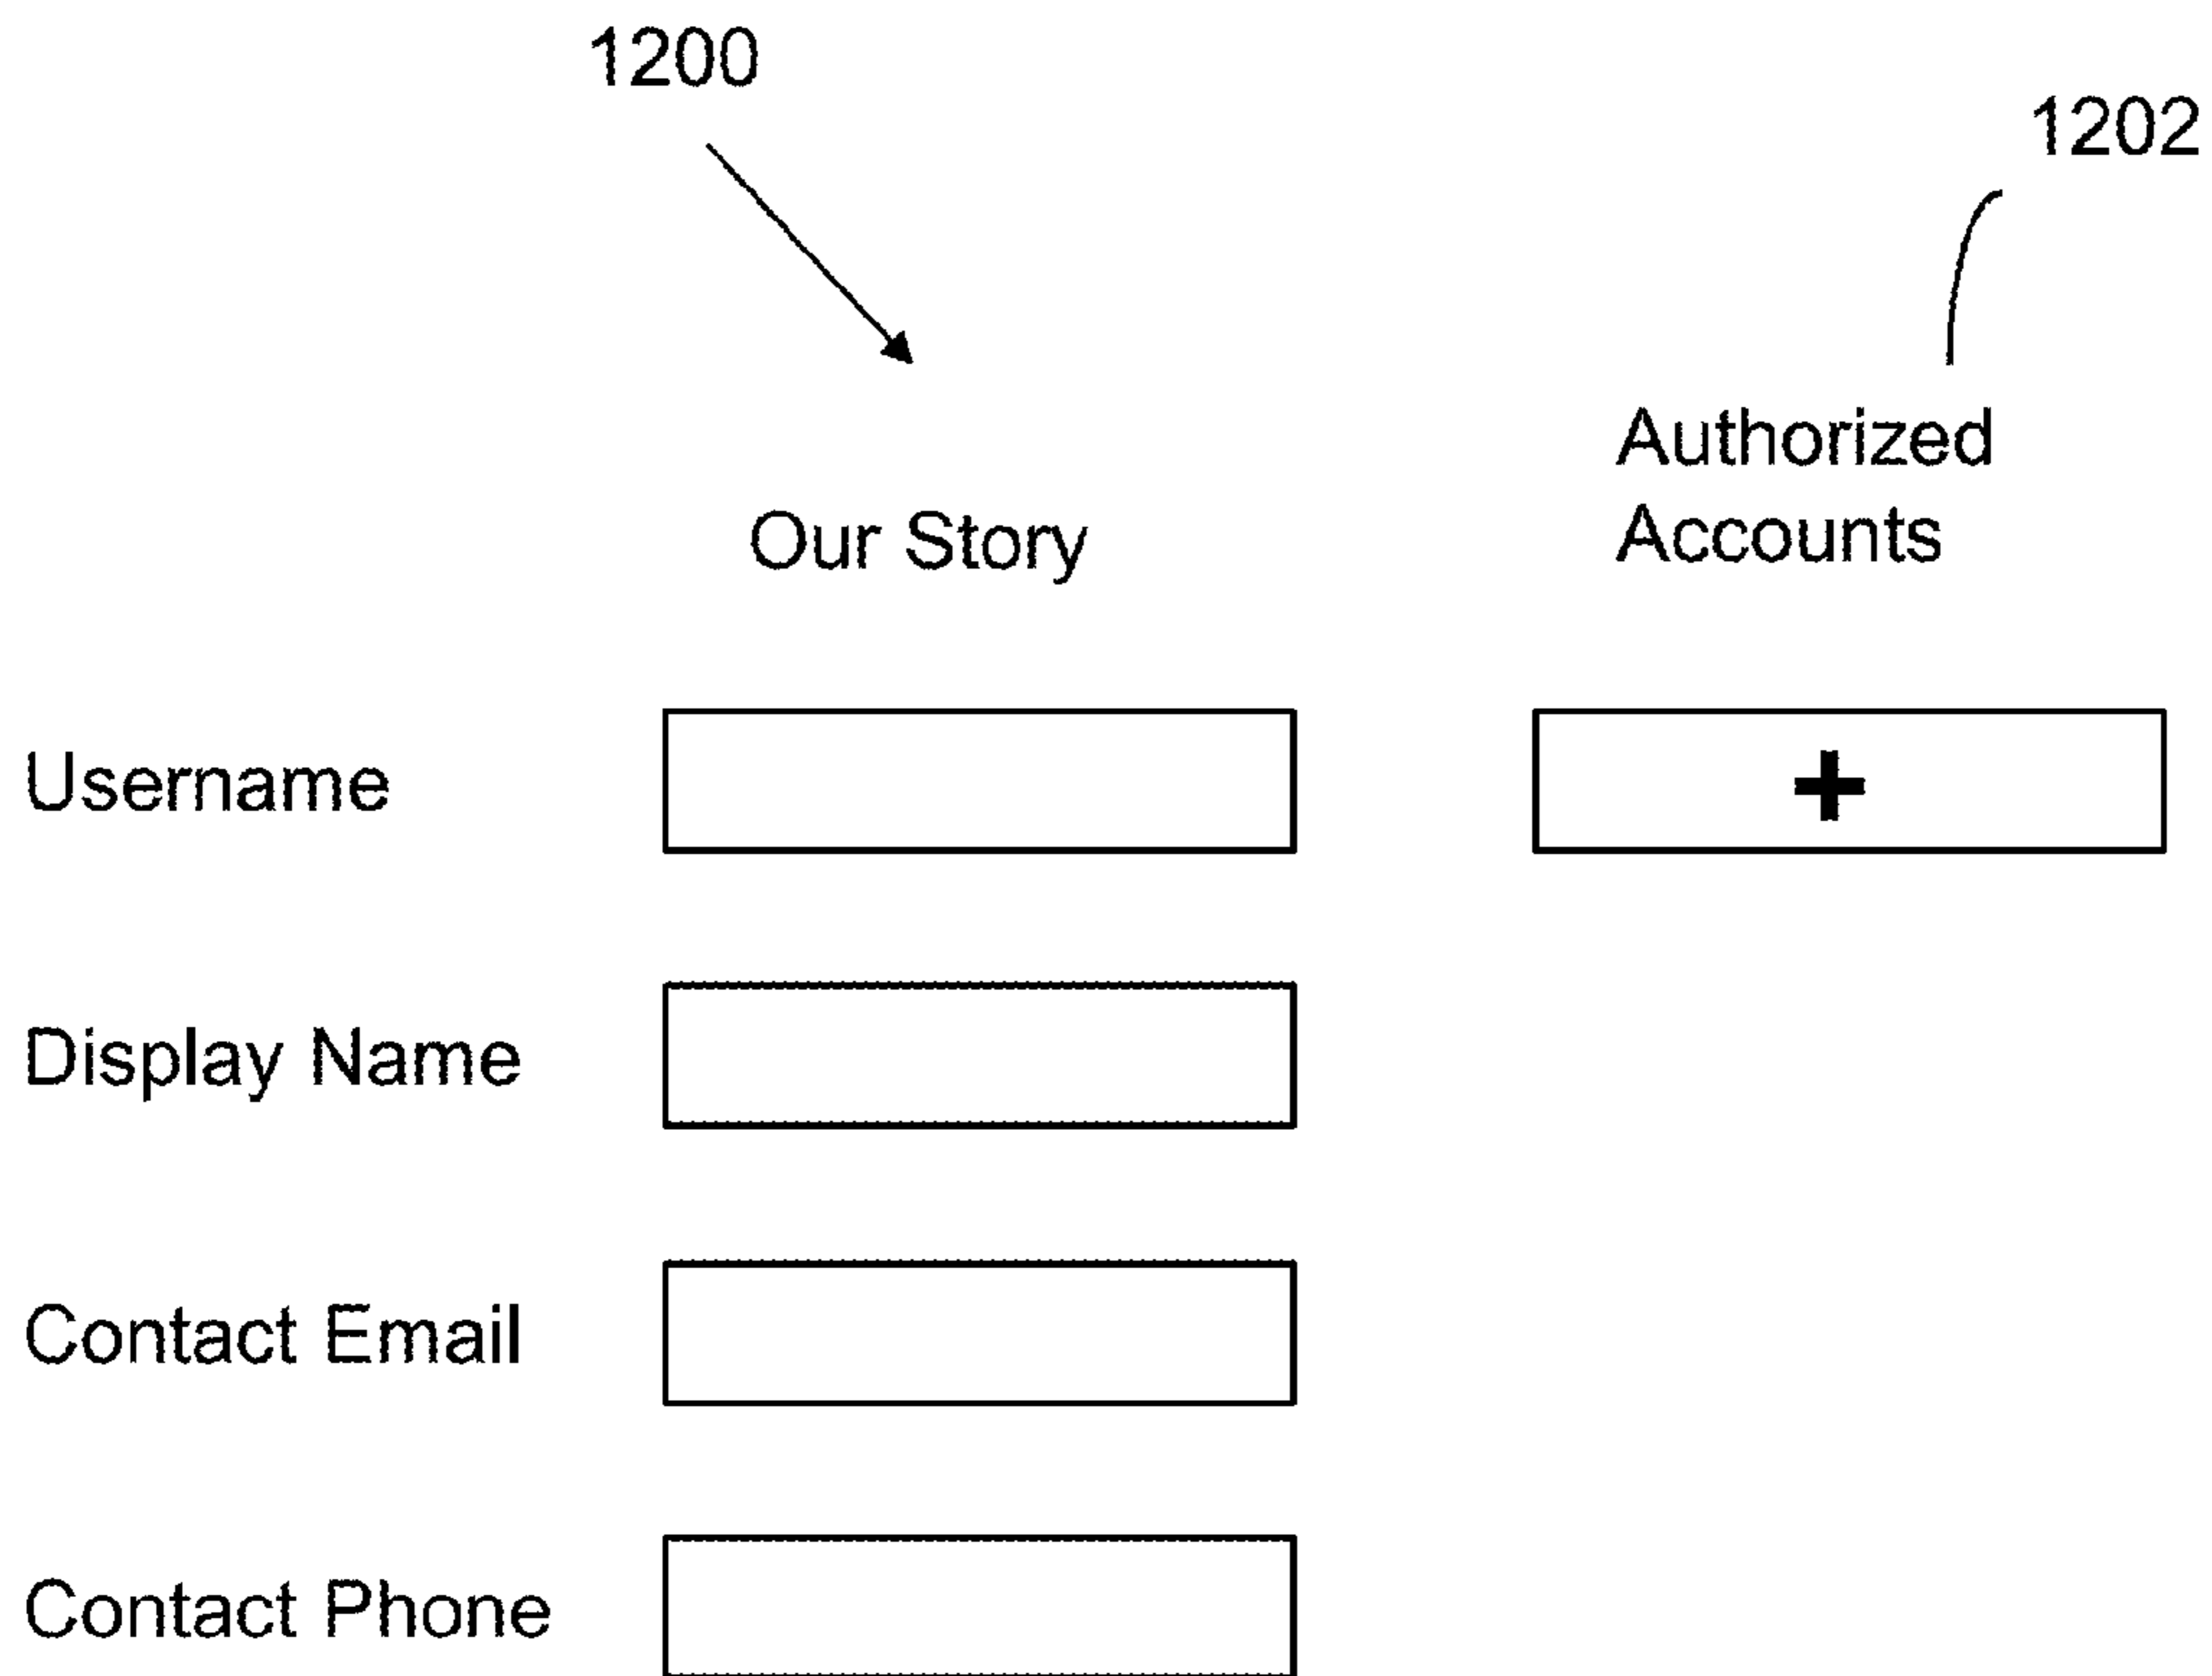 1200
1202
Authorized
Accounts
Our Story
Username
+
Display Name
Contact Email
Contact Phone